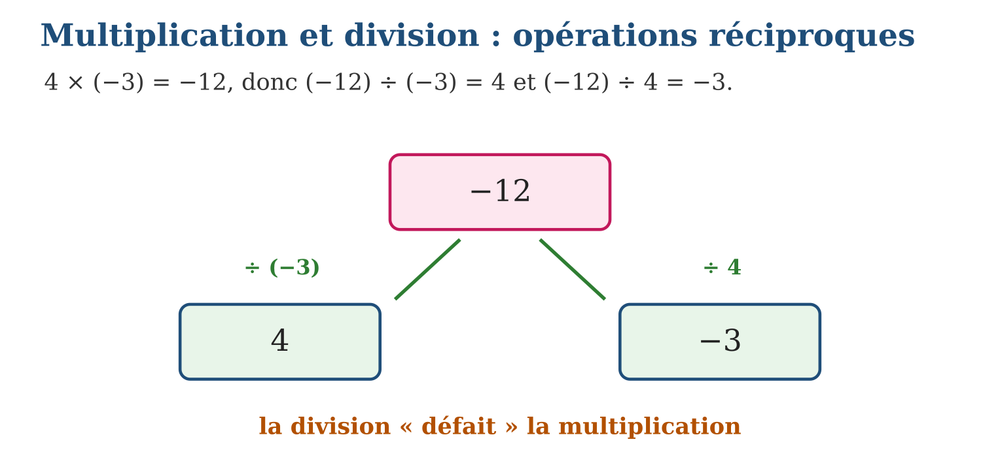 Multiplication et division : opérations réciproques
4 × (−3) = −12, donc (−12) ÷ (−3) = 4 et (−12) ÷ 4 = −3.
−12
÷ (−3)
÷ 4
4
−3
la division « défait » la multiplication